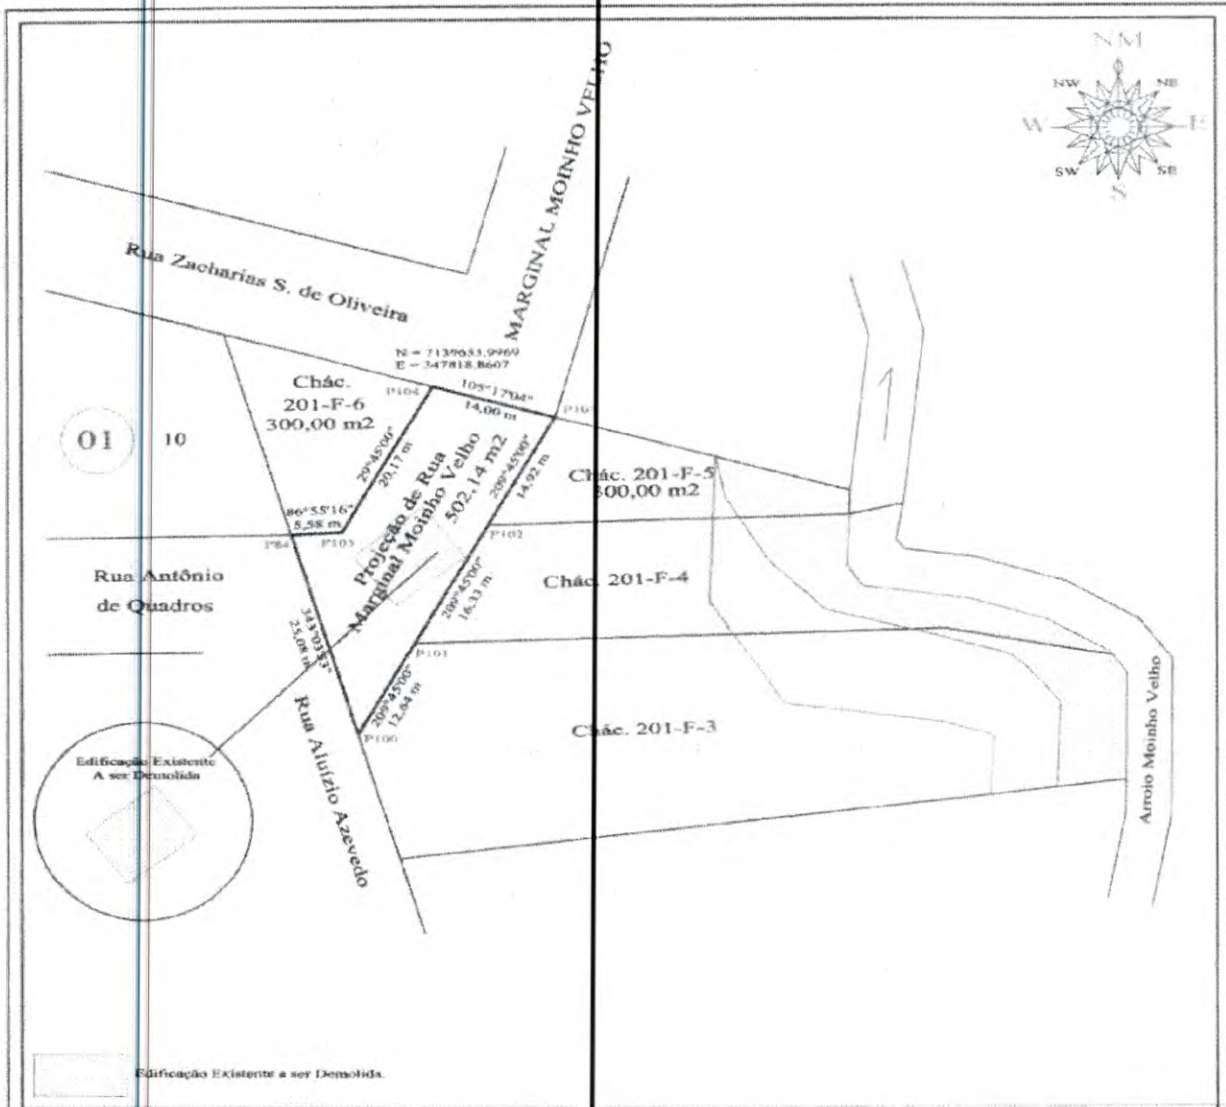 NM
NW
NE
W
E
SW
SE
S
MARGINAL MOINHO VELHO
Rua Zacharias S. de Oliveira
N = 7139653,9969
E = 347818,8607
P104
105°17'04"
14,00 m
Chác.
201-F-6
300,00 m2
01
10
29°45'00"
20,17 m
Projeção de Rua
Marginal Moinho Velho
502,14 m2
209°45'00"
14,92 m
Chác. 201-F-5
300,00 m2
86°55'16"
5,58 m
P84
P103
P102
Rua Antônio
de Quadros
209°45'00"
16,33 m
Chác. 201-F-4
343°03'53"
25,08 m
P101
209°45'00"
12,64 m
P100
Chác. 201-F-3
Rua Aluízio Azevedo
Arroio Moinho Velho
Edificação Existente
A ser Demolida
Edificação Existente a ser Demolida.